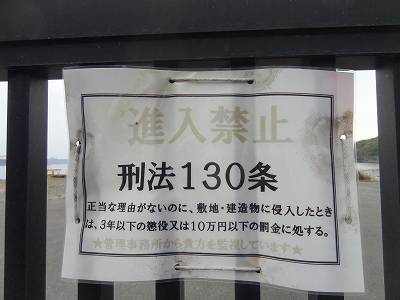 進入禁止
刑法130条
正当な理由がないのに、敷地・建造物に侵入したとき
は、3年以下の懲役又は10万円以下の罰金に処する。
★管理事務所から貴方を監視しています★